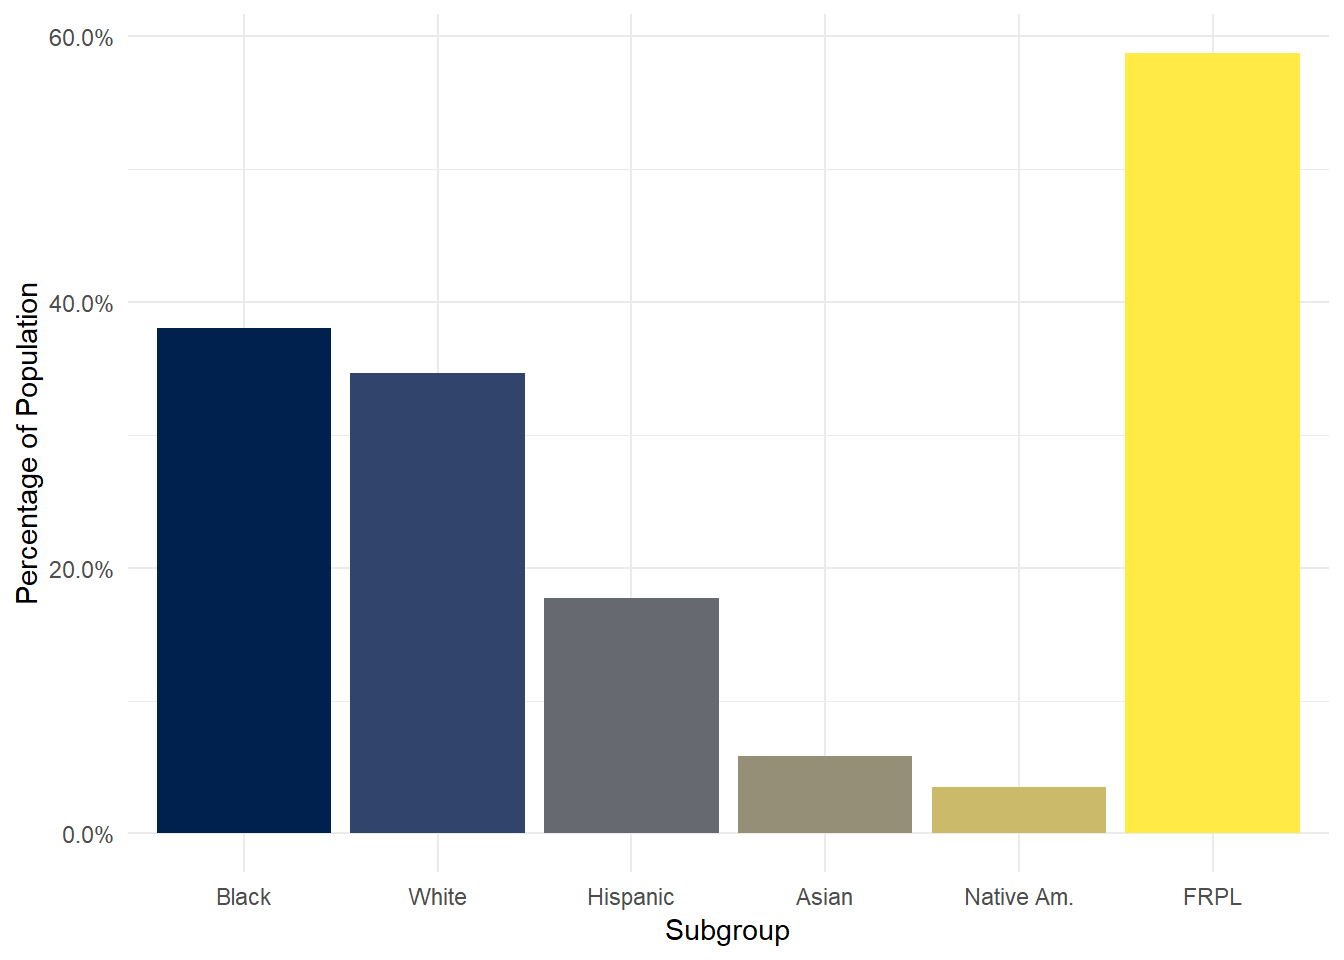 60.0%
40.0%
20.0%
0.0%
Percentage of Population
Black White Hispanic Asian Native Am. FRPL
Subgroup